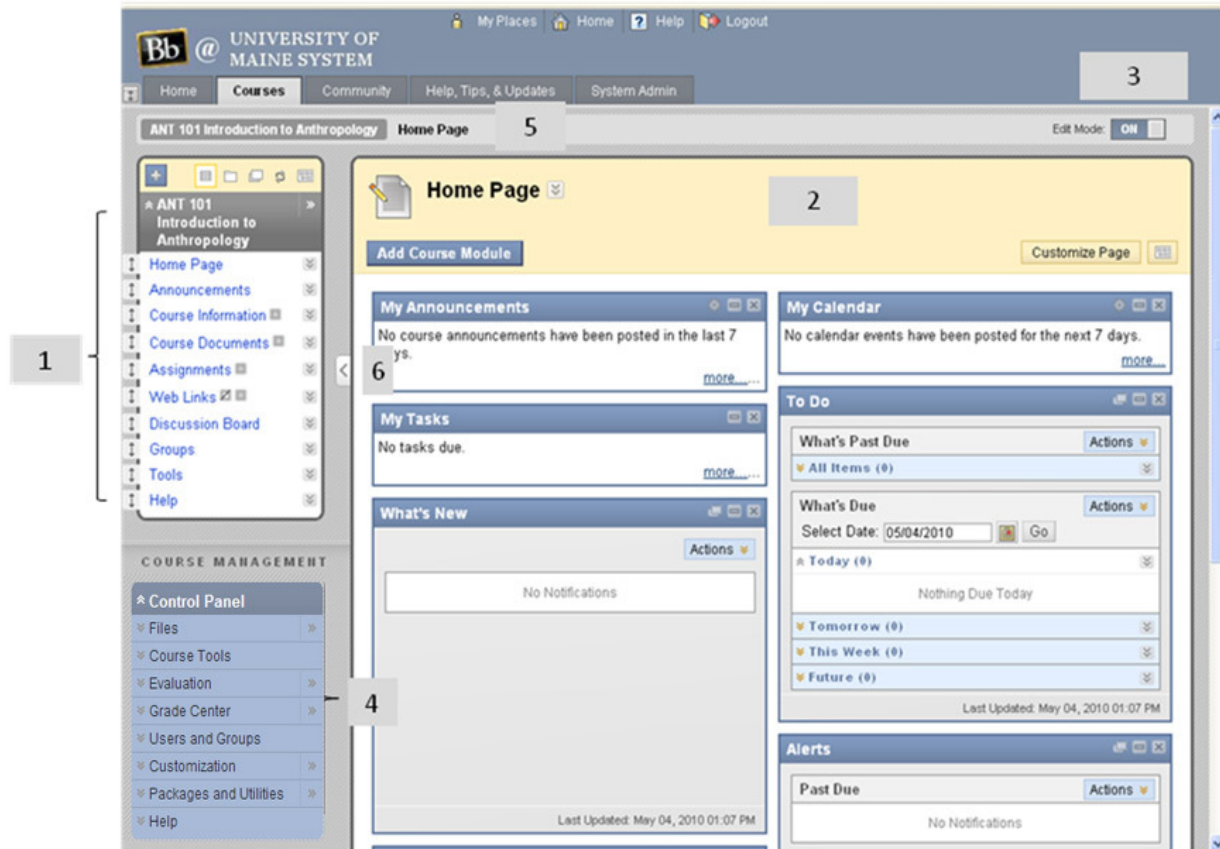 My Places Home ? Help Logout
Bb @ UNIVERSITY OF
MAINE SYSTEM
3
Home Courses Community Help, Tips, & Updates System Admin
ANT 101 Introduction to Anthropology Home Page 5 Edit Mode: ON
ANT 101
Introduction to
Anthropology
Home Page
Announcements
Course Information
Course Documents
Assignments
Web Links
Discussion Board
Groups
Tools
Help
1
COURSE MANAGEMENT
Control Panel
Files
Course Tools
Evaluation
Grade Center
Users and Groups
Customization
Packages and Utilities
Help
4
6
Home Page 2
Add Course Module Customize Page
My Announcements
No course announcements have been posted in the last 7
ys.
more......
My Tasks
No tasks due.
more......
What's New
Actions
No Notifications
Last Updated: May 04, 2010 01:07 PM
My Calendar
No calendar events have been posted for the next 7 days.
more...
To Do
What's Past Due Actions
All Items (0)
What's Due Actions
Select Date: 05/04/2010 Go
Today (0)
Nothing Due Today
Tomorrow (0)
This Week (0)
Future (0)
Last Updated: May 04, 2010 01:07 PM
Alerts
Past Due Actions
No Notifications